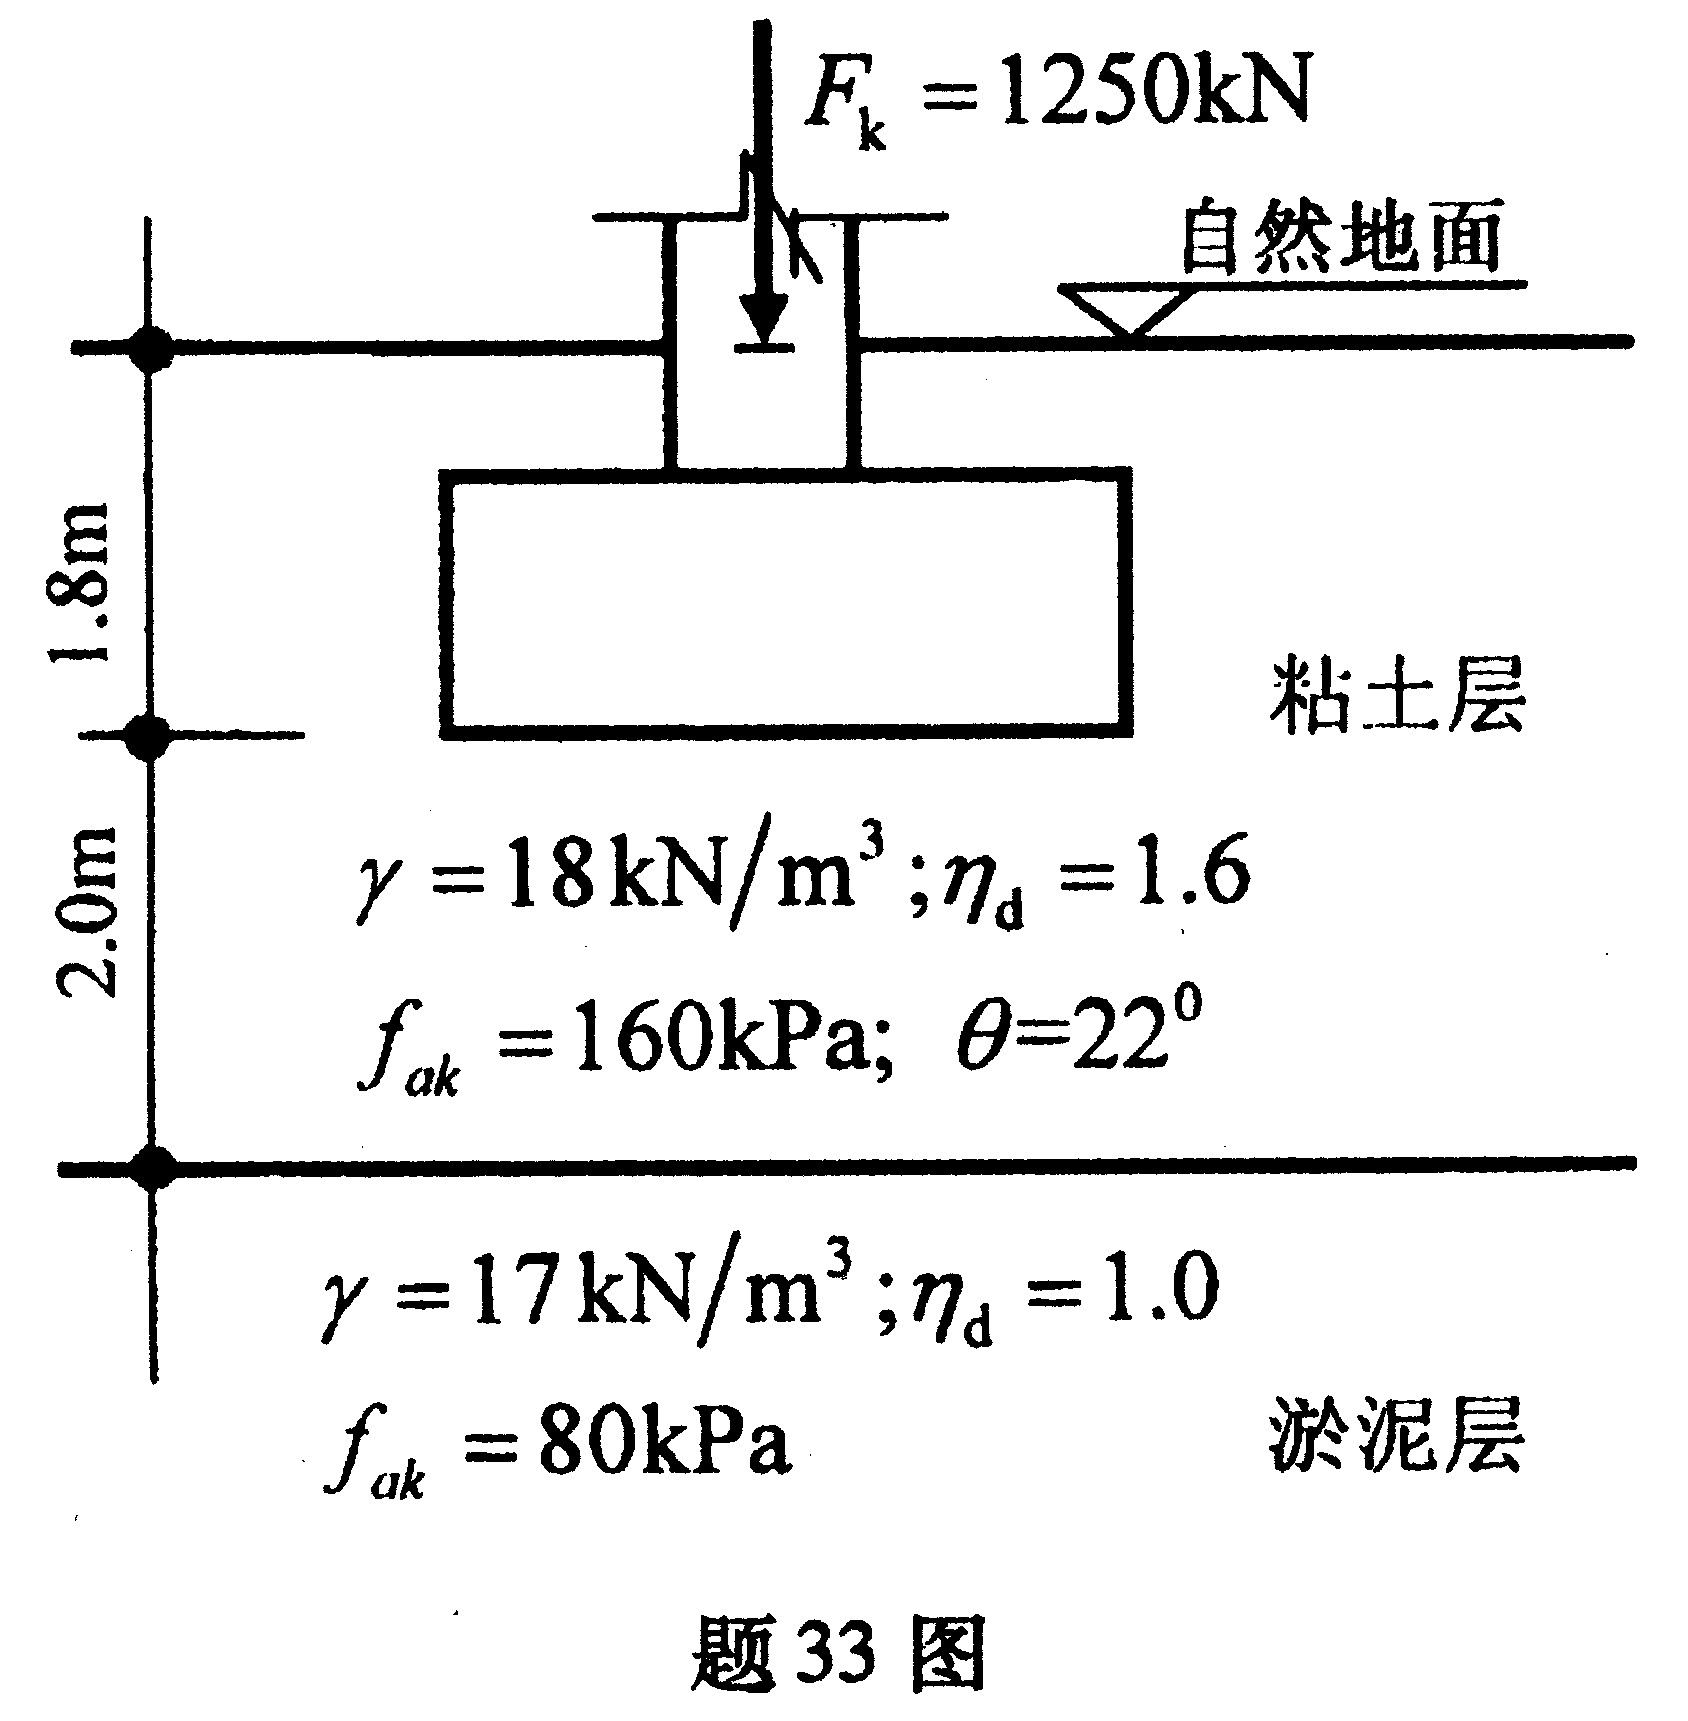 F_k = 1250kN
自然地面
1.8m
粘土层
2.0m
γ = 18 kN/m³ ; η_d = 1.6
f_ak = 160kPa; θ=22⁰
γ = 17 kN/m³ ; η_d = 1.0
f_ak = 80kPa
淤泥层
题 33 图